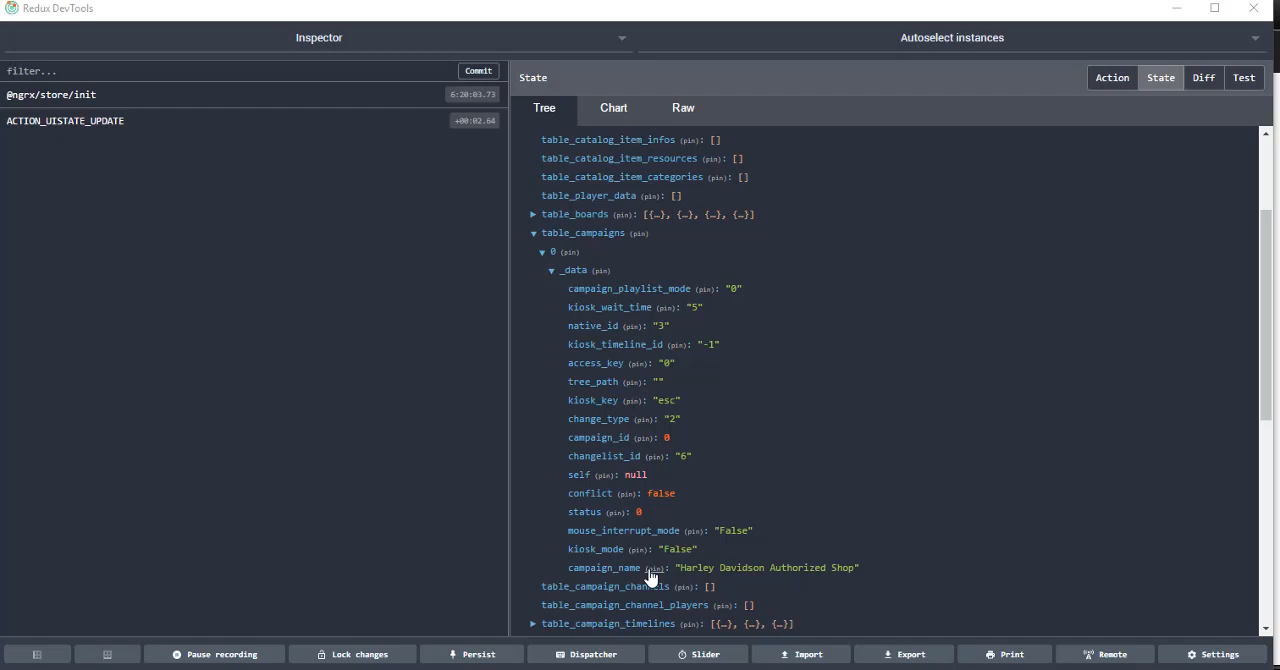 Redux DevTools
Inspector
Autoselect instances
filter...
Commit
State
Action
State
Diff
Test
@ngrx/store/init
6:20:03.73
ACTION_UISTATE_UPDATE
+00:02.64
Tree
Chart
Raw
table_catalog_item_infos (pin): []
table_catalog_item_resources (pin): []
table_catalog_item_categories (pin): []
table_player_data (pin): []
table_boards (pin): [{…}, {…}, {…}, {…}]
table_campaigns (pin)
0 (pin)
_data (pin)
campaign_playlist_mode (pin): "0"
kiosk_wait_time (pin): "5"
native_id (pin): "3"
kiosk_timeline_id (pin): "-1"
access_key (pin): "0"
tree_path (pin): ""
kiosk_key (pin): "esc"
change_type (pin): "2"
campaign_id (pin): 0
changelist_id (pin): "6"
self (pin): null
conflict (pin): false
status (pin): 0
mouse_interrupt_mode (pin): "False"
kiosk_mode (pin): "False"
campaign_name (pin): "Harley Davidson Authorized Shop"
table_campaign_channels (pin): []
table_campaign_channel_players (pin): []
table_campaign_timelines (pin): [{…}, {…}, {…}]
Pause recording
Lock changes
Persist
Dispatcher
Slider
Import
Export
Print
Remote
Settings